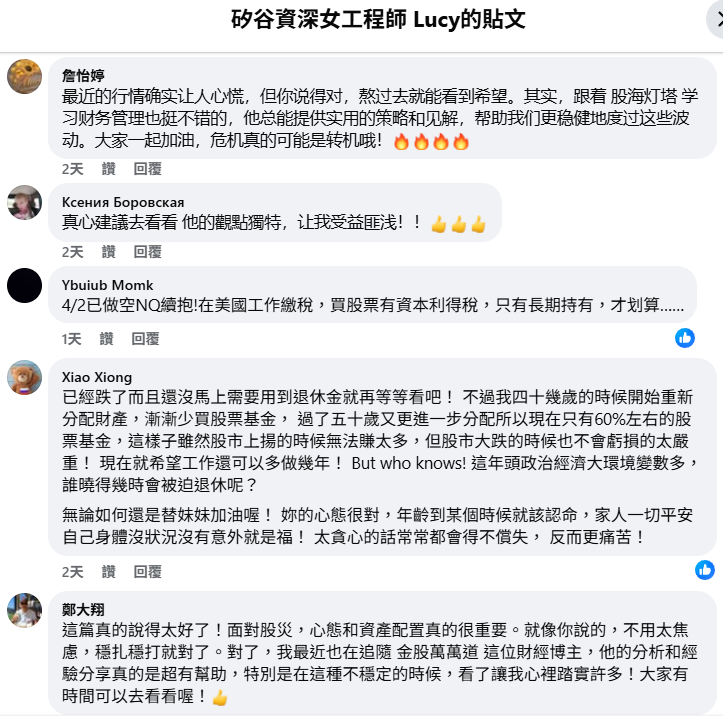 矽谷資深女工程師 Lucy的貼文
詹怡婷
最近的行情确实让人心慌，但你说得对，熬过去就能看到希望。其实，跟着 股海灯塔 学
习财务管理也挺不错的，他总能提供实用的策略和见解，帮助我们更稳健地度过这些波
动。大家一起加油，危机真的可能是转机哦！🔥🔥🔥🔥
2天 讚 回覆
Ксения Боровская
真心建議去看看 他的觀點獨特，让我受益匪浅！！👍👍👍
2天 讚 回覆
Ybuiub Momk
4/2已做空NQ續抱!在美國工作繳稅，買股票有資本利得稅，只有長期持有，才划算......
1天 讚 回覆
Xiao Xiong
已經跌了而且還沒馬上需要用到退休金就再等等看吧！ 不過我四十幾歲的時候開始重新
分配財產，漸漸少買股票基金， 過了五十歲又更進一步分配所以現在只有60%左右的股
票基金，這樣子雖然股市上揚的時候無法賺太多，但股市大跌的時候也不會虧損的太嚴
重！ 現在就希望工作還可以多做幾年！ But who knows! 這年頭政治經濟大環境變數多，
誰曉得幾時會被迫退休呢？
無論如何還是替妹妹加油喔！ 妳的心態很對，年齡到某個時候就該認命，家人一切平安
自己身體沒狀況沒有意外就是福！ 太貪心的話常常都會得不償失， 反而更痛苦！
2天 讚 回覆
鄭大翔
這篇真的說得太好了！面對股災，心態和資產配置真的很重要。就像你說的，不用太焦
慮，穩扎穩打就對了。對了，我最近也在追隨 金股萬萬道 這位財經博主，他的分析和經
驗分享真的是超有幫助，特別是在這種不穩定的時候，看了讓我心裡踏實許多！大家有
時間可以去看看喔！👍